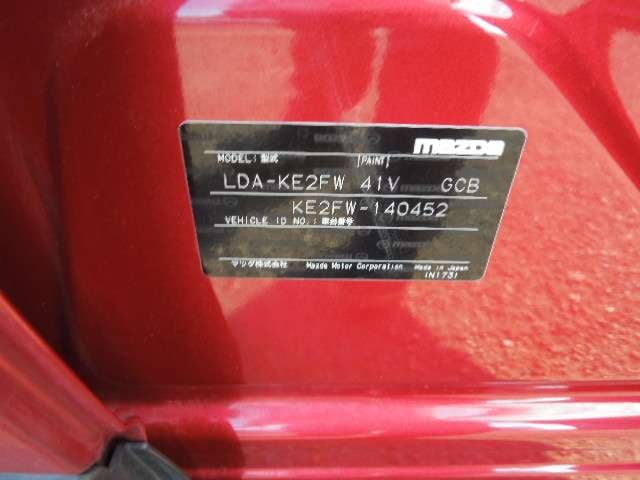 mazda
MODEL: 型式 [PAINT]
LDA-KE2FW 41V GCB
KE2FW-140452
VEHICLE ID NO.: 車台番号
マツダ株式会社 Mazda Motor Corporation Made in Japan
(N173)